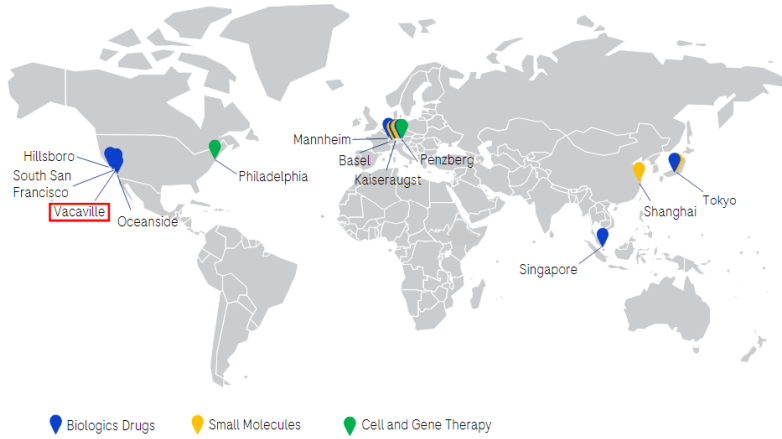 Hillsboro
South San
Francisco
Vacaville
Oceanside
Philadelphia
Mannheim
Basel
Kaiseraugst
Penzberg
Shanghai
Tokyo
Singapore
Biologics Drugs
Small Molecules
Cell and Gene Therapy